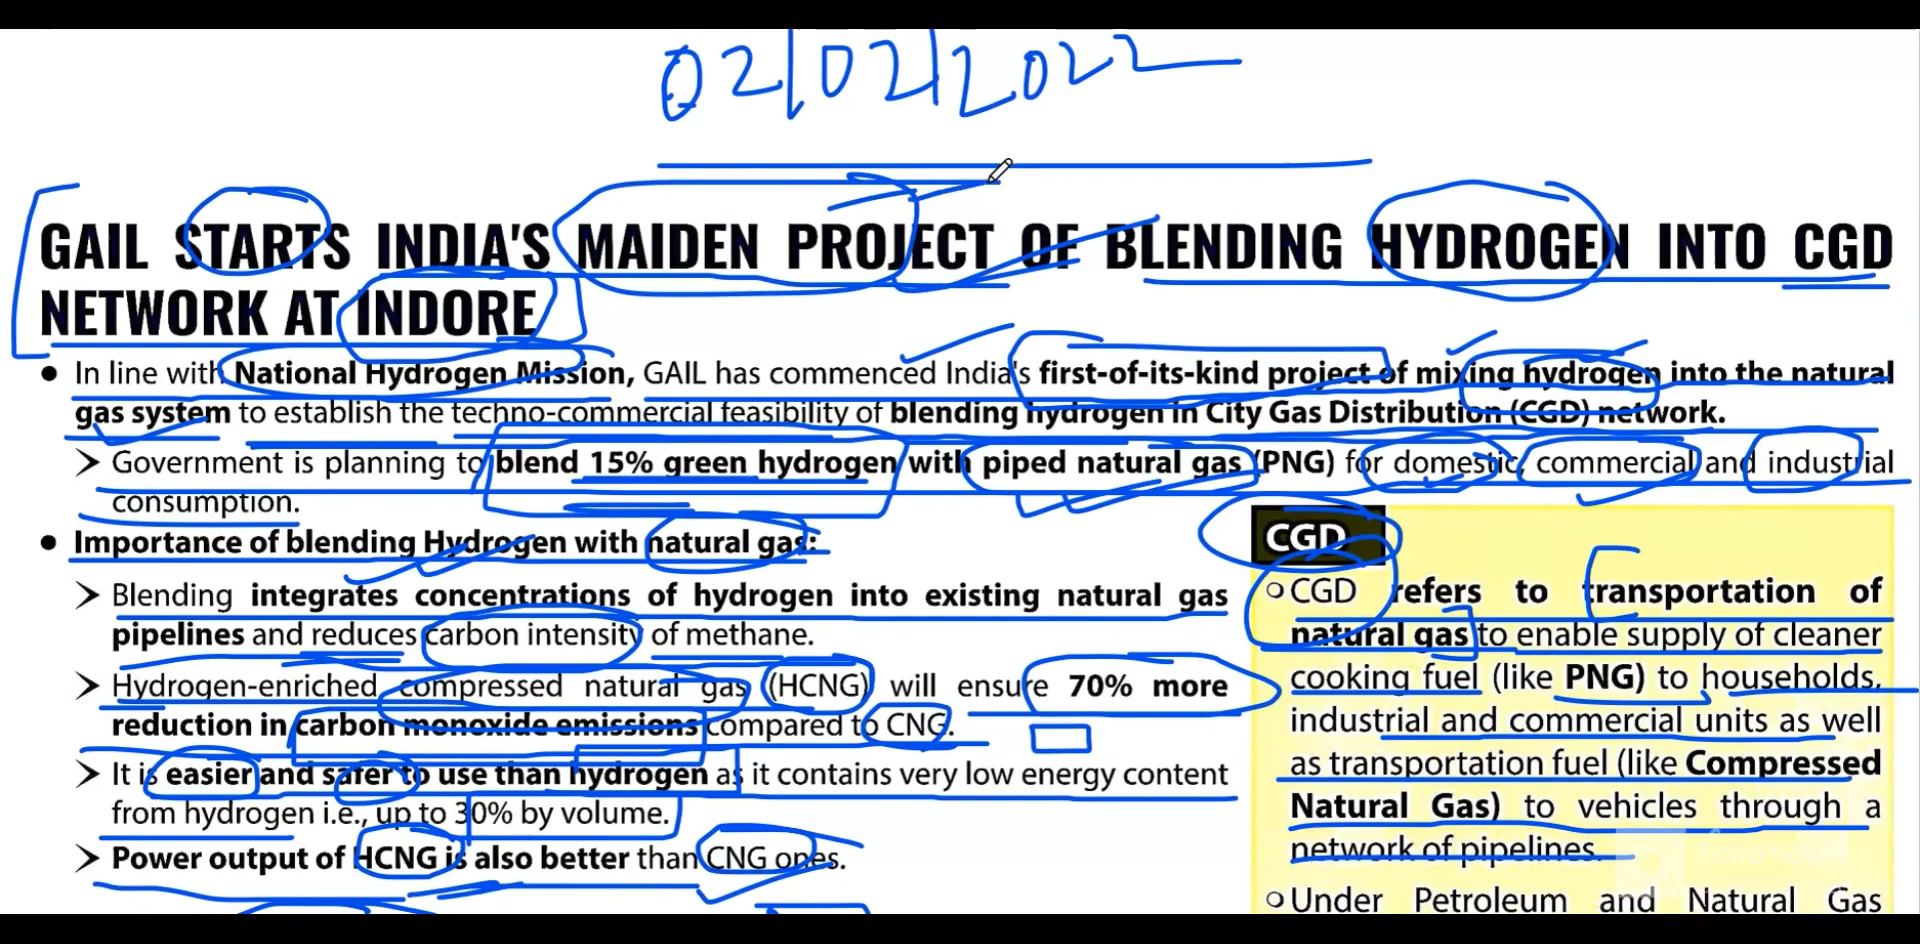 02/02/2022
GAIL STARTS INDIA'S MAIDEN PROJECT OF BLENDING HYDROGEN INTO CGD
NETWORK AT INDORE
● In line with National Hydrogen Mission, GAIL has commenced India's first-of-its-kind project of mixing hydrogen into the natural
gas system to establish the techno-commercial feasibility of blending hydrogen in City Gas Distribution (CGD) network.
➤ Government is planning to blend 15% green hydrogen with piped natural gas (PNG) for domestic, commercial and industrial
consumption.
● Importance of blending Hydrogen with natural gas:
➤ Blending integrates concentrations of hydrogen into existing natural gas
pipelines and reduces carbon intensity of methane.
➤ Hydrogen-enriched compressed natural gas (HCNG) will ensure 70% more
reduction in carbon monoxide emissions compared to CNG.
➤ It is easier and safer to use than hydrogen as it contains very low energy content
from hydrogen i.e., up to 30% by volume.
➤ Power output of HCNG is also better than CNG ones.
CGD
○ CGD refers to transportation of
natural gas to enable supply of cleaner
cooking fuel (like PNG) to households,
industrial and commercial units as well
as transportation fuel (like Compressed
Natural Gas) to vehicles through a
network of pipelines.
○ Under Petroleum and Natural Gas